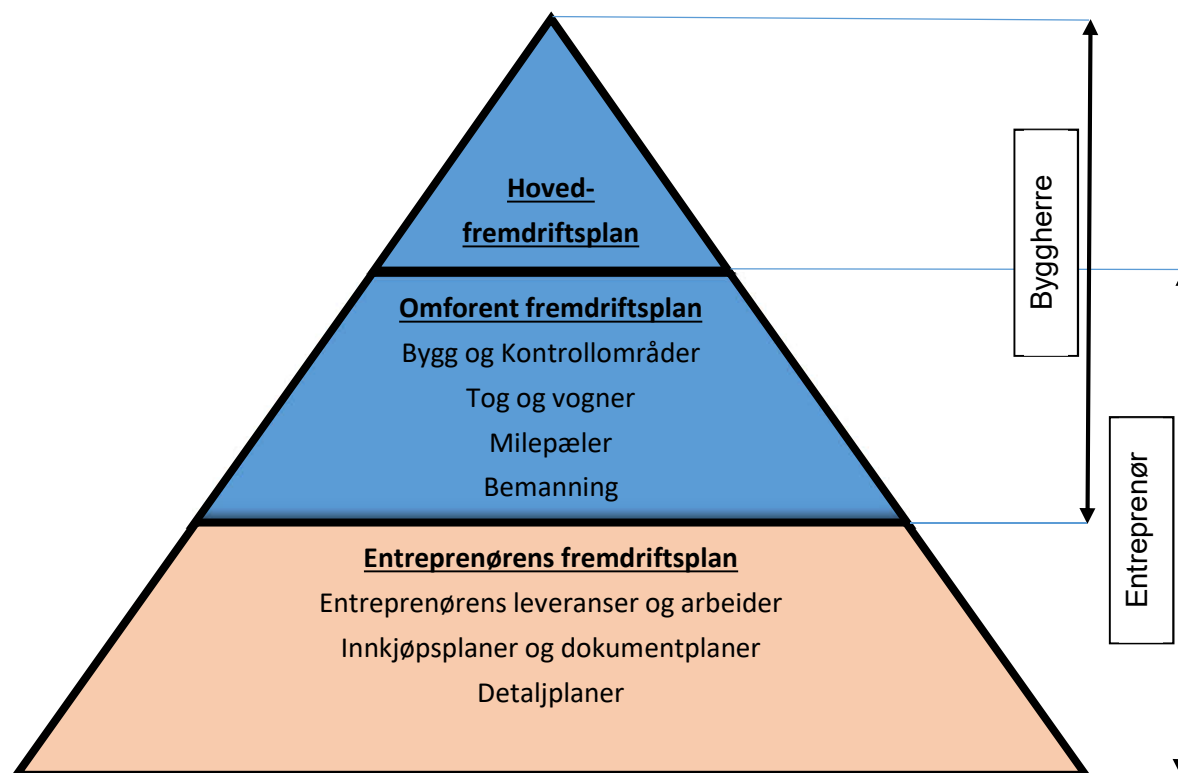 Hoved-
fremdriftsplan
Omforent fremdriftsplan
Bygg og Kontrollområder
Tog og vogner
Milepæler
Bemanning
Entreprenørens fremdriftsplan
Entreprenørens leveranser og arbeider
Innkjøpsplaner og dokumentplaner
Detaljplaner
Byggherre
Entreprenør